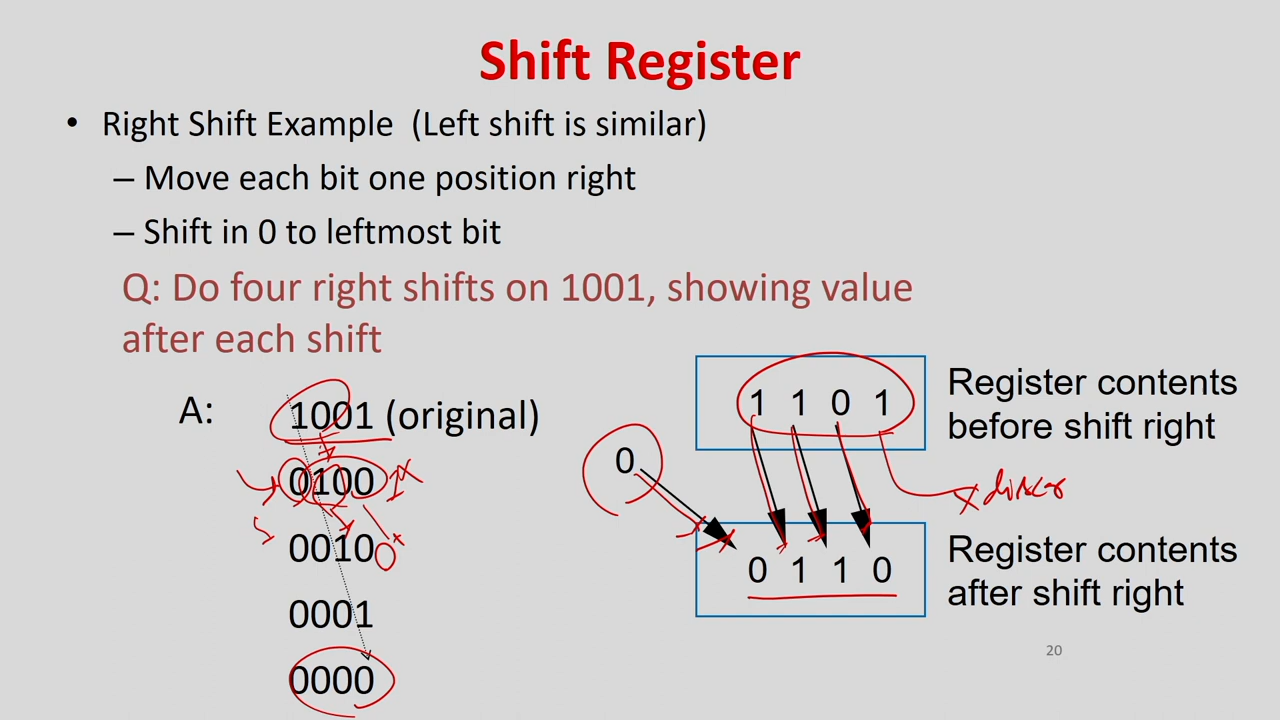 Shift Register
• Right Shift Example (Left shift is similar)
– Move each bit one position right
– Shift in 0 to leftmost bit
Q: Do four right shifts on 1001, showing value
after each shift
A:
1001 (original)
0100
0010
0001
0000
1 1 0 1
Register contents
before shift right
0
0 1 1 0
Register contents
after shift right
20